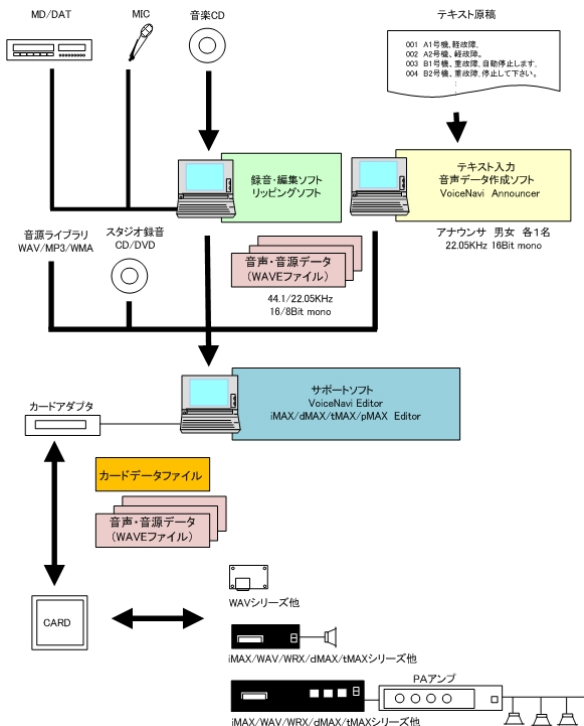 MD/DAT
MIC
音楽CD
テキスト原稿
001 A1号機、軽故障.
002 A2号機、軽故障。
003 B1号機、重故障、自動停止します.
004 B2号機、重故障、停止して下さい。
録音・編集ソフト
リッピングソフト
テキスト入力
音声データ作成ソフト
VoiceNavi Announcer
アナウンサ 男女 各1名
22.05KHz 16Bit mono
音源ライブラリ
WAV/MP3/WMA
スタジオ録音
CD/DVD
音声・音源データ
(WAVEファイル)
44.1/22.05KHz
16/8Bit mono
サポートソフト
VoiceNavi Editor
iMAX/dMAX/tMAX/pMAX Editor
カードアダプタ
カードデータファイル
音声・音源データ
(WAVEファイル)
CARD
WAVシリーズ他
iMAX/WAV/WRX/dMAX/tMAXシリーズ他
PAアンプ
iMAX/WAV/WRX/dMAX/tMAXシリーズ他